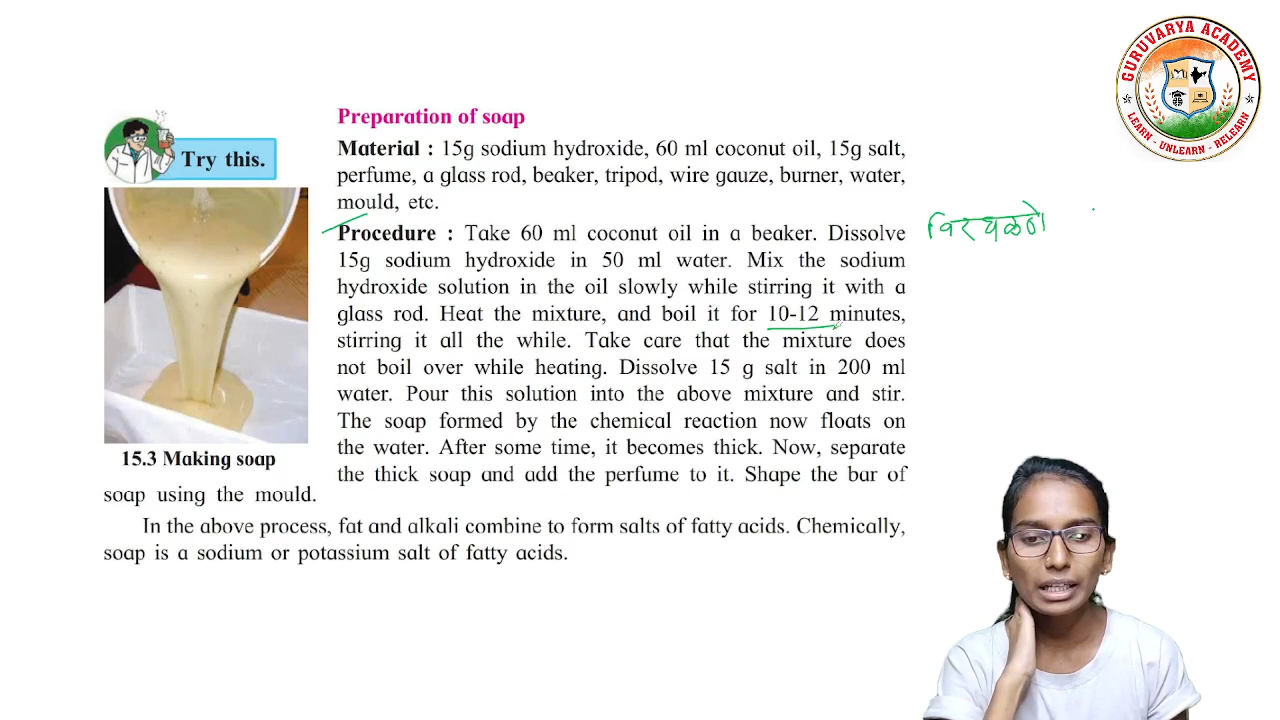 GURUVARYA ACADEMY
LEARN - UNLEARN - RELEARN
Try this.
Preparation of soap
Material : 15g sodium hydroxide, 60 ml coconut oil, 15g salt,
perfume, a glass rod, beaker, tripod, wire gauze, burner, water,
mould, etc.
Procedure : Take 60 ml coconut oil in a beaker. Dissolve
15g sodium hydroxide in 50 ml water. Mix the sodium
hydroxide solution in the oil slowly while stirring it with a
glass rod. Heat the mixture, and boil it for 10-12 minutes,
stirring it all the while. Take care that the mixture does
not boil over while heating. Dissolve 15 g salt in 200 ml
water. Pour this solution into the above mixture and stir.
The soap formed by the chemical reaction now floats on
the water. After some time, it becomes thick. Now, separate
the thick soap and add the perfume to it. Shape the bar of
15.3 Making soap
soap using the mould.
In the above process, fat and alkali combine to form salts of fatty acids. Chemically,
soap is a sodium or potassium salt of fatty acids.